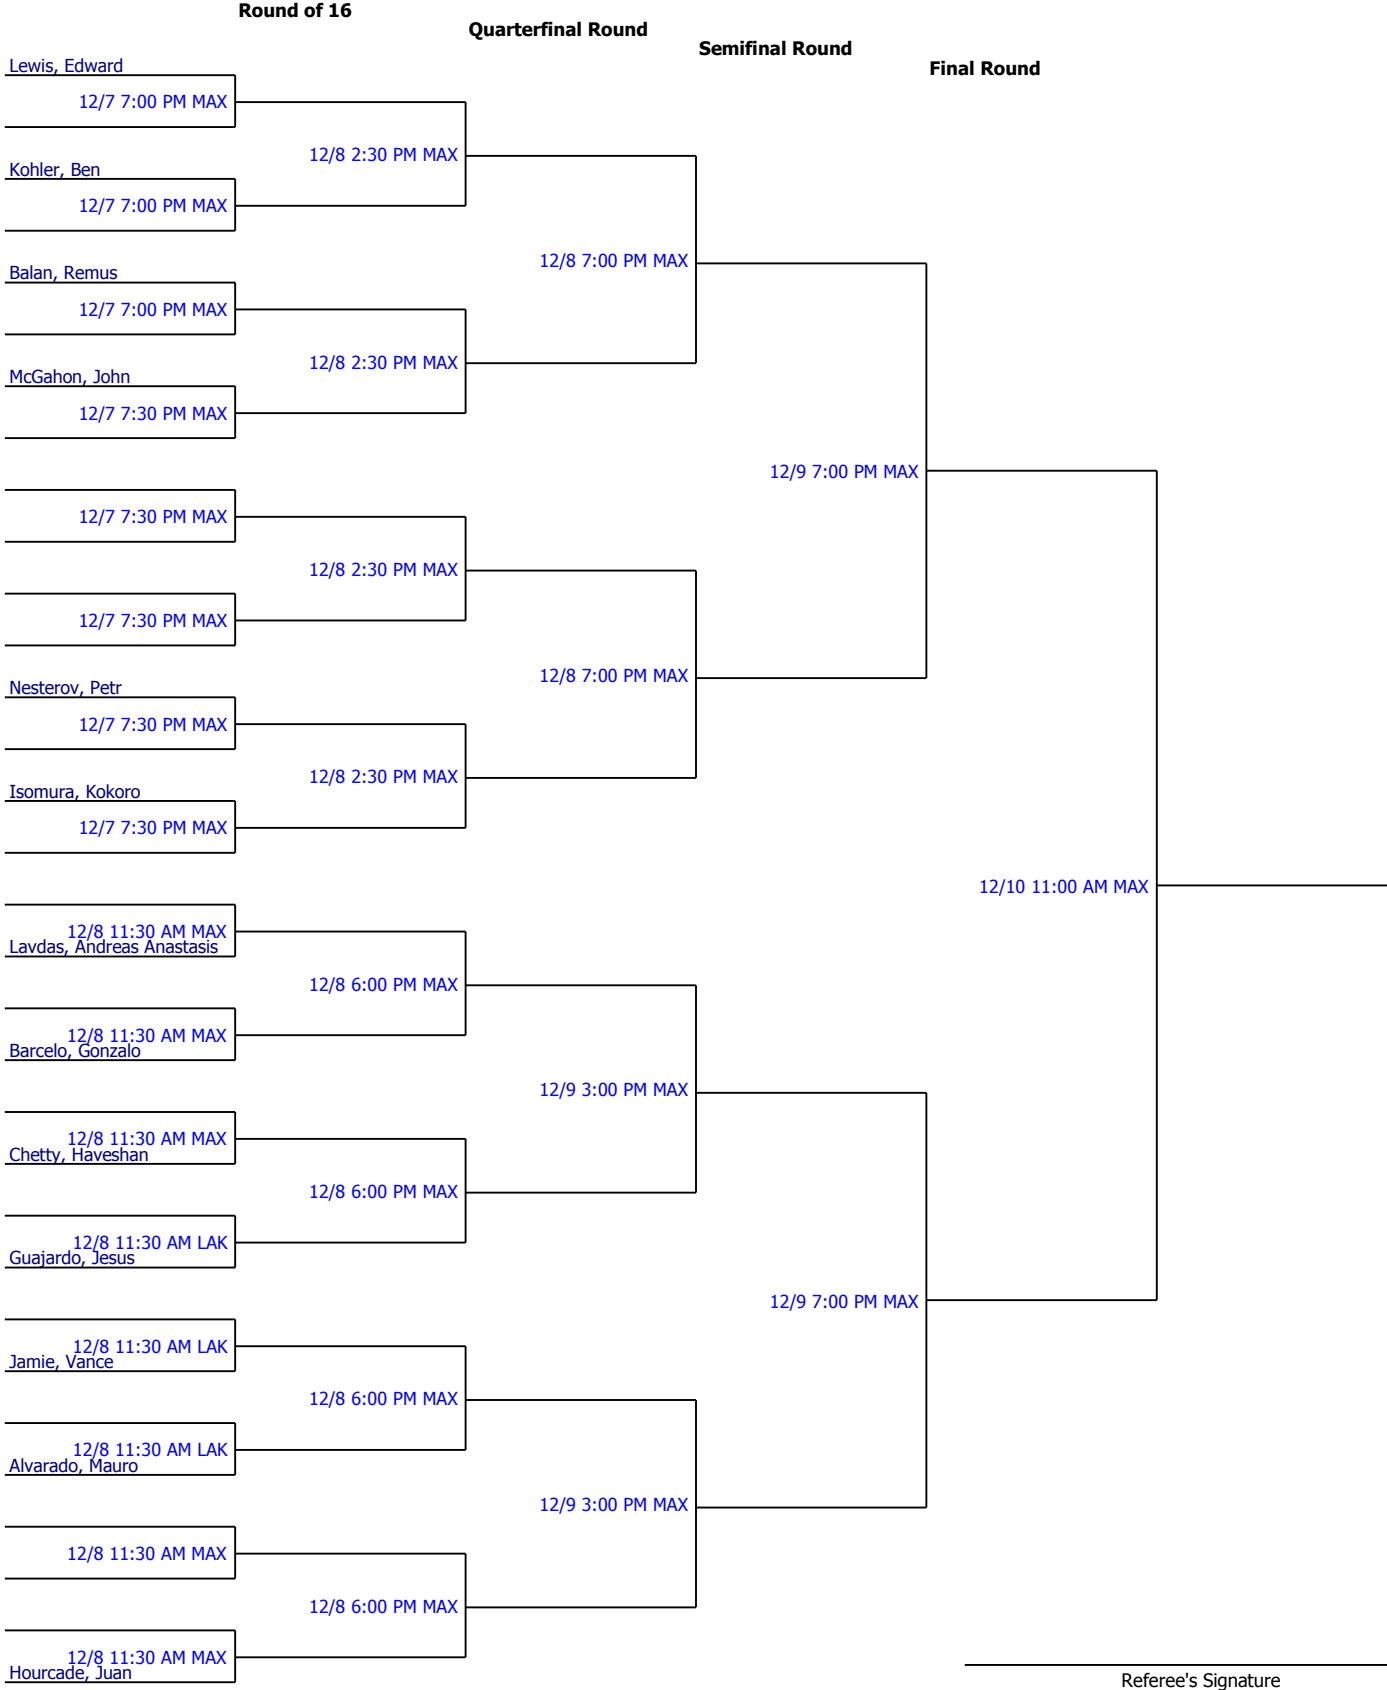 Round of 16
Quarterfinal Round
Semifinal Round
Final Round
Lewis, Edward
12/7 7:00 PM MAX
12/8 2:30 PM MAX
Kohler, Ben
12/7 7:00 PM MAX
12/8 7:00 PM MAX
Balan, Remus
12/7 7:00 PM MAX
12/8 2:30 PM MAX
McGahon, John
12/7 7:30 PM MAX
12/9 7:00 PM MAX
12/7 7:30 PM MAX
12/8 2:30 PM MAX
12/7 7:30 PM MAX
12/8 7:00 PM MAX
Nesterov, Petr
12/7 7:30 PM MAX
12/8 2:30 PM MAX
Isomura, Kokoro
12/7 7:30 PM MAX
12/10 11:00 AM MAX
12/8 11:30 AM MAX
Lavdas, Andreas Anastasis
12/8 6:00 PM MAX
12/8 11:30 AM MAX
Barcelo, Gonzalo
12/9 3:00 PM MAX
12/8 11:30 AM MAX
Chetty, Haveshan
12/8 6:00 PM MAX
12/8 11:30 AM LAK
Guajardo, Jesus
12/9 7:00 PM MAX
12/8 11:30 AM LAK
Jamie, Vance
12/8 6:00 PM MAX
12/8 11:30 AM LAK
Alvarado, Mauro
12/9 3:00 PM MAX
12/8 11:30 AM MAX
12/8 6:00 PM MAX
12/8 11:30 AM MAX
Hourcade, Juan
Referee's Signature